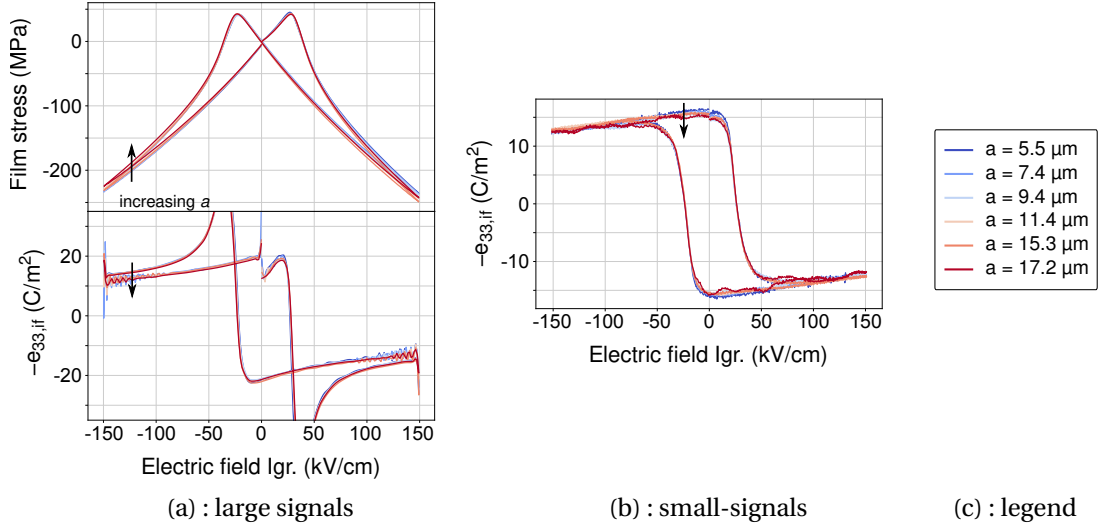 Film stress (MPa)
0
-100
-200
increasing a
−e33,if (C/m²)
20
0
-20
-150 -100 -50 0 50 100 150
Electric field Igr. (kV/cm)
(a) : large signals
−e33,if (C/m²)
10
0
-10
-150 -100 -50 0 50 100 150
Electric field Igr. (kV/cm)
(b) : small-signals
a = 5.5 µm
a = 7.4 µm
a = 9.4 µm
a = 11.4 µm
a = 15.3 µm
a = 17.2 µm
(c) : legend